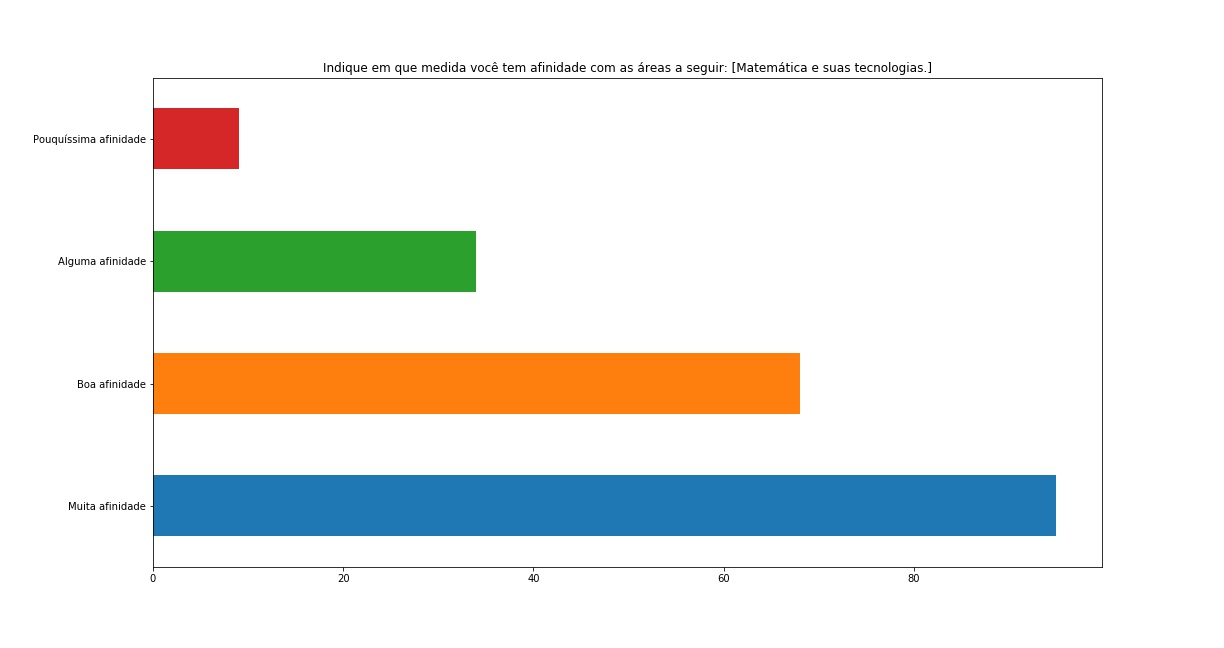 Indique em que medida você tem afinidade com as áreas a seguir: [Matemática e suas tecnologias.]
Pouquíssima afinidade
Alguma afinidade
Boa afinidade
Muita afinidade
0 20 40 60 80